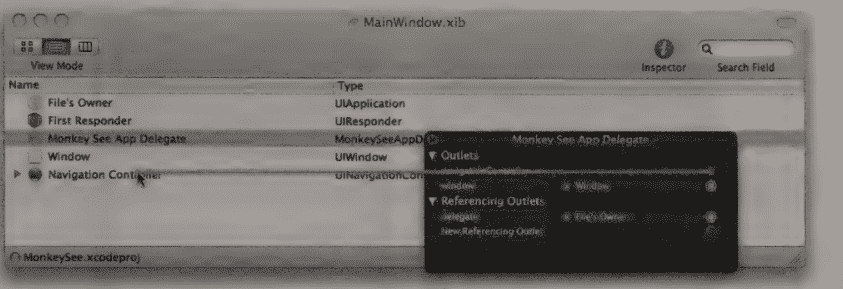 MainWindow.xib
View Mode
Inspector
Search Field
Name Type
File's Owner UIApplication
First Responder UIResponder
Monkey See App Delegate MonkeySeeAppD
Window UIWindow
Navigation Controller UINavigationCon
Monkey See App Delegate
Outlets
window Window
Referencing Outlets
delegate File's Owner
New Referencing Outlet
MonkeySee.xcodeproj